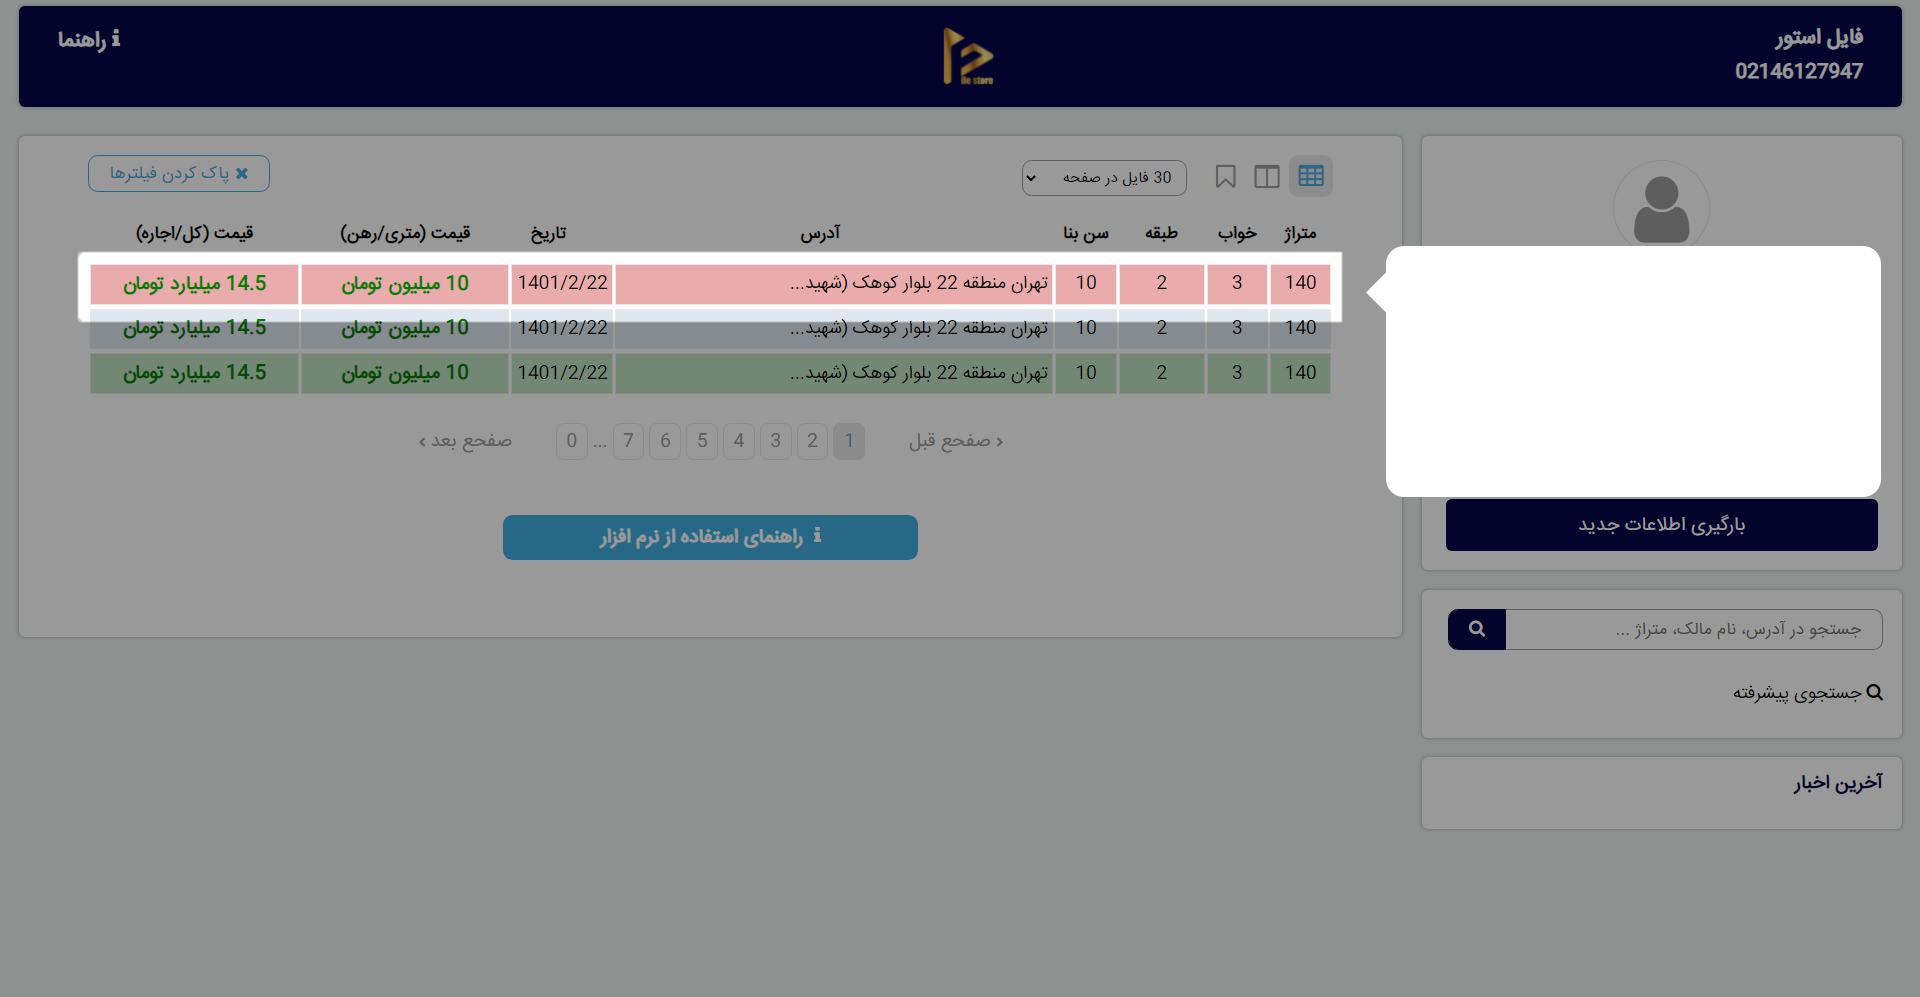 فایل استور
02146127947
le store
راهنما
30 فایل در صفحه
پاک کردن فیلترها
متراژ خواب طبقه سن بنا آدرس تاریخ قیمت (متری/رهن) قیمت (کل/اجاره)
140 3 2 10 تهران منطقه 22 بلوار کوهک (شهید... 1401/2/22 10 میلیون تومان 14.5 میلیارد تومان
140 3 2 10 تهران منطقه 22 بلوار کوهک (شهید... 1401/2/22 10 میلیون تومان 14.5 میلیارد تومان
140 3 2 10 تهران منطقه 22 بلوار کوهک (شهید... 1401/2/22 10 میلیون تومان 14.5 میلیارد تومان
› صفحع قبل 1 2 3 4 5 6 7 ... 0 صفحع بعد ‹
راهنمای استفاده از نرم افزار
بارگیری اطلاعات جدید
جستجو در آدرس، نام مالک، متراژ ...
جستجوی پیشرفته
آخرین اخبار